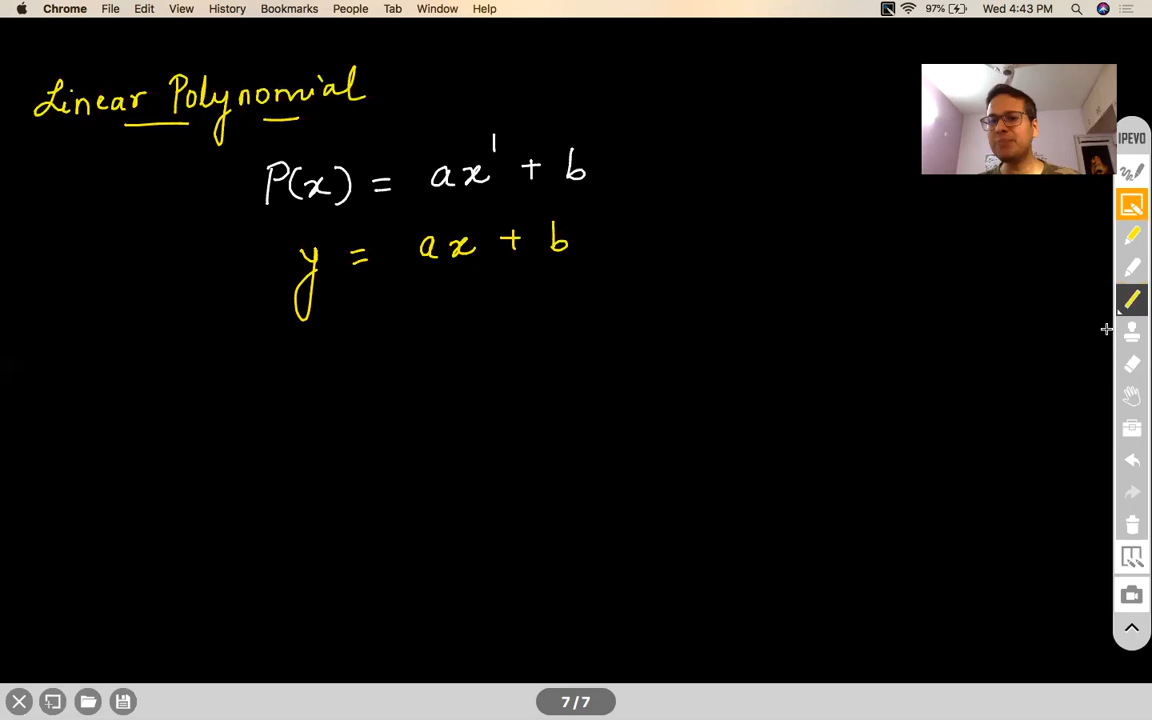 Chrome File Edit View History Bookmarks People Tab Window Help 97% Wed 4:43 PM
Linear Polynomial
P(x) = ax¹ + b
y = ax + b
IPEVO
7/7